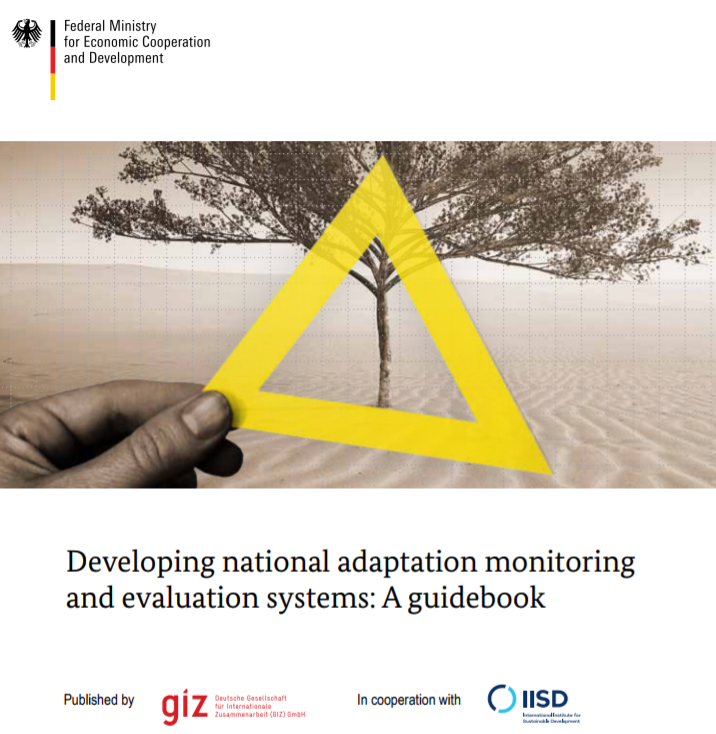 Federal Ministry
for Economic Cooperation
and Development
Developing national adaptation monitoring
and evaluation systems: A guidebook
Published by
giz
Deutsche Gesellschaft
für Internationale
Zusammenarbeit (GIZ) GmbH
In cooperation with
IISD
International Institute for
Sustainable Development